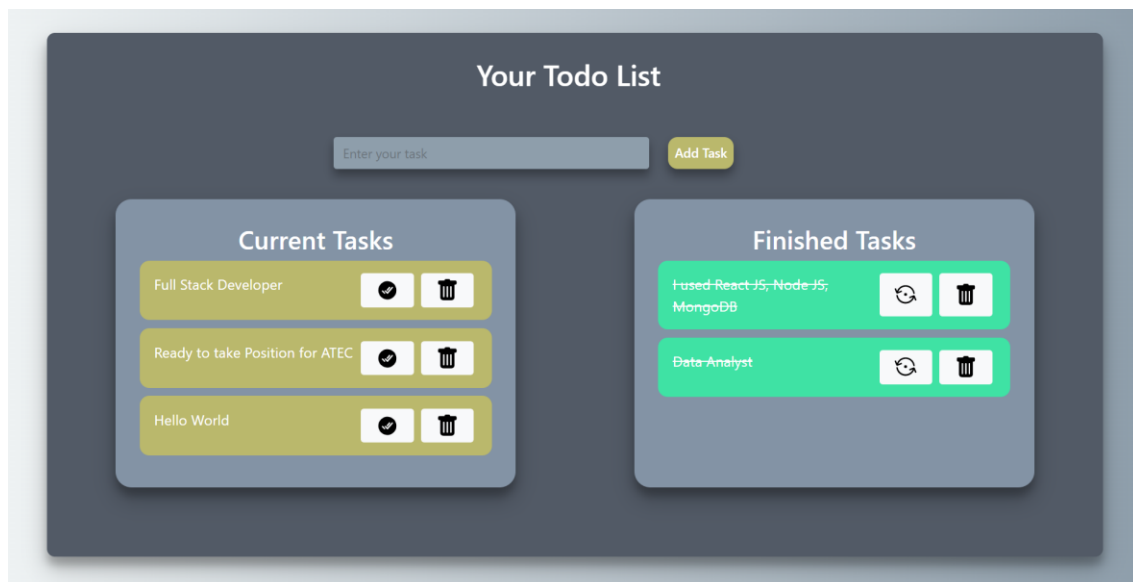 Your Todo List
Enter your task
Add Task
Current Tasks
Full Stack Developer
Ready to take Position for ATEC
Hello World
Finished Tasks
I used React JS, Node JS,
MongoDB
Data Analyst